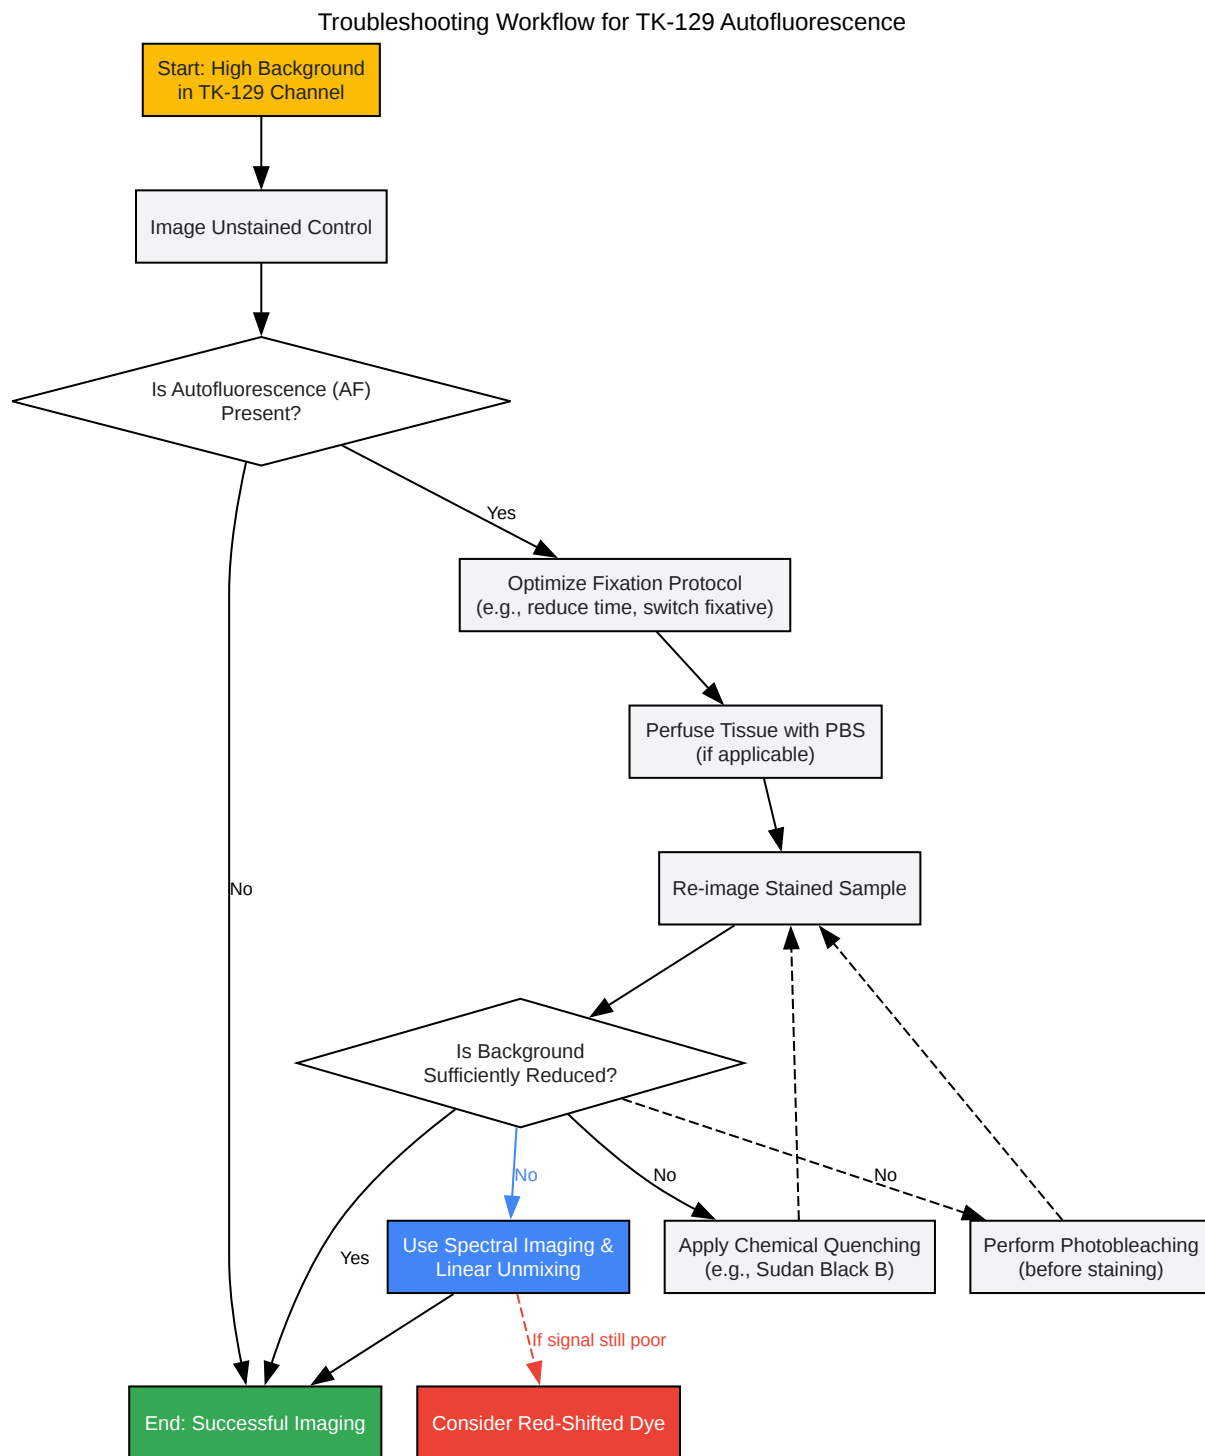 Troubleshooting Workflow for TK-129 Autofluorescence
Start: High Background
in TK-129 Channel
Image Unstained Control
Is Autofluorescence (AF)
Present?
Yes
Optimize Fixation Protocol
(e.g., reduce time, switch fixative)
Perfuse Tissue with PBS
(if applicable)
No
Re-image Stained Sample
Is Background
Sufficiently Reduced?
No
No
No
Yes
Use Spectral Imaging &
Linear Unmixing
Apply Chemical Quenching
(e.g., Sudan Black B)
Perform Photobleaching
(before staining)
If signal still poor
End: Successful Imaging
Consider Red-Shifted Dye